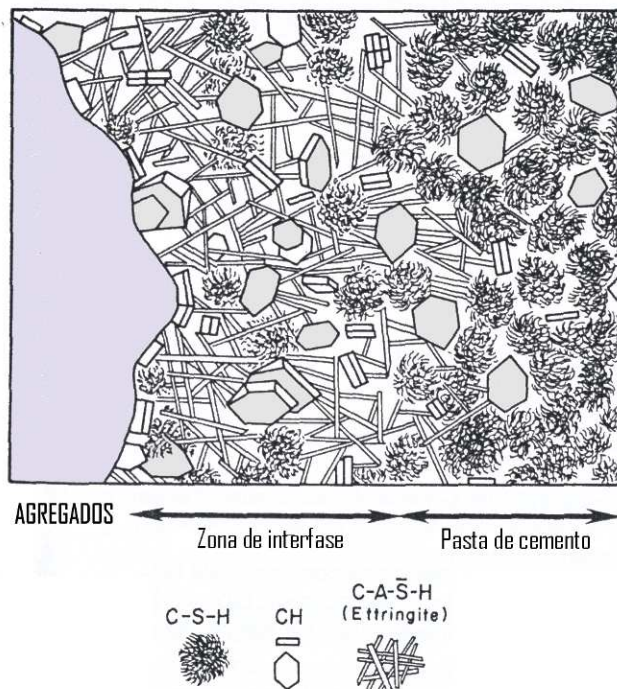 AGREGADOS
Zona de interfase
Pasta de cemento
C-S-H
CH
C-A-S̄-H
(Ettringite)